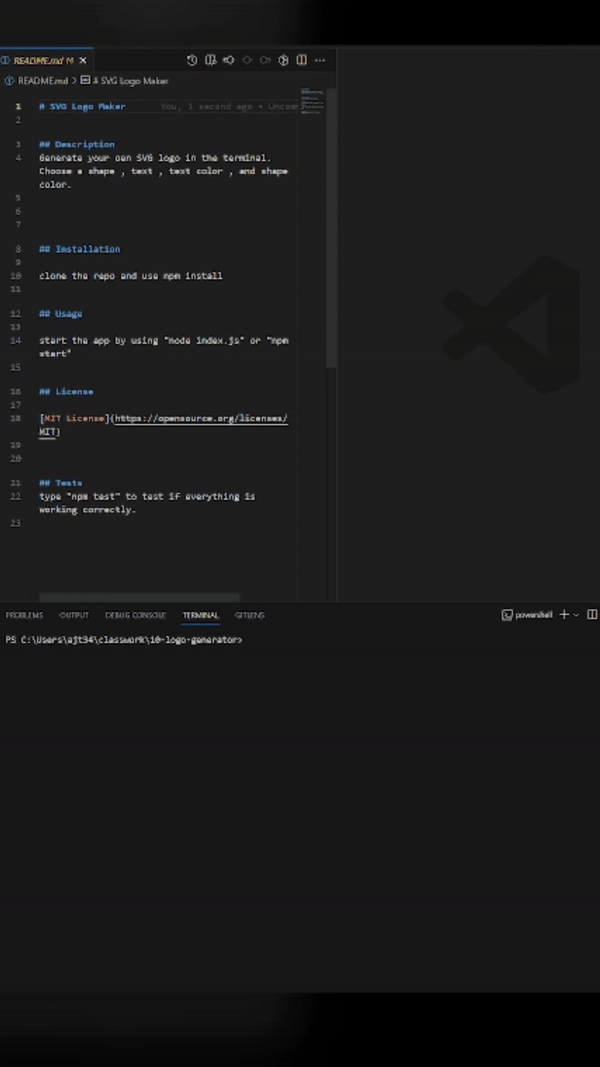 README.md M
README.md > # SVG Logo Maker
1 # SVG Logo Maker You, 1 second ago • Uncom
2
3 ## Description
4 Generate your own SVG logo in the terminal.
Choose a shape , text , text color , and shape
color.
5
6
7
8 ## Installation
9
10 clone the repo and use npm install
11
12 ## Usage
13
14 start the app by using "node index.js" or "npm
start"
15
16 ## License
17
18 [MIT License](https://opensource.org/licenses/
MIT)
19
20
21 ## Tests
22 type "npm test" to test if everything is
working correctly.
23
PROBLEMS OUTPUT DEBUG CONSOLE TERMINAL GITLENS powershell
PS C:\Users\ajt34\classwork\10-logo-generator>